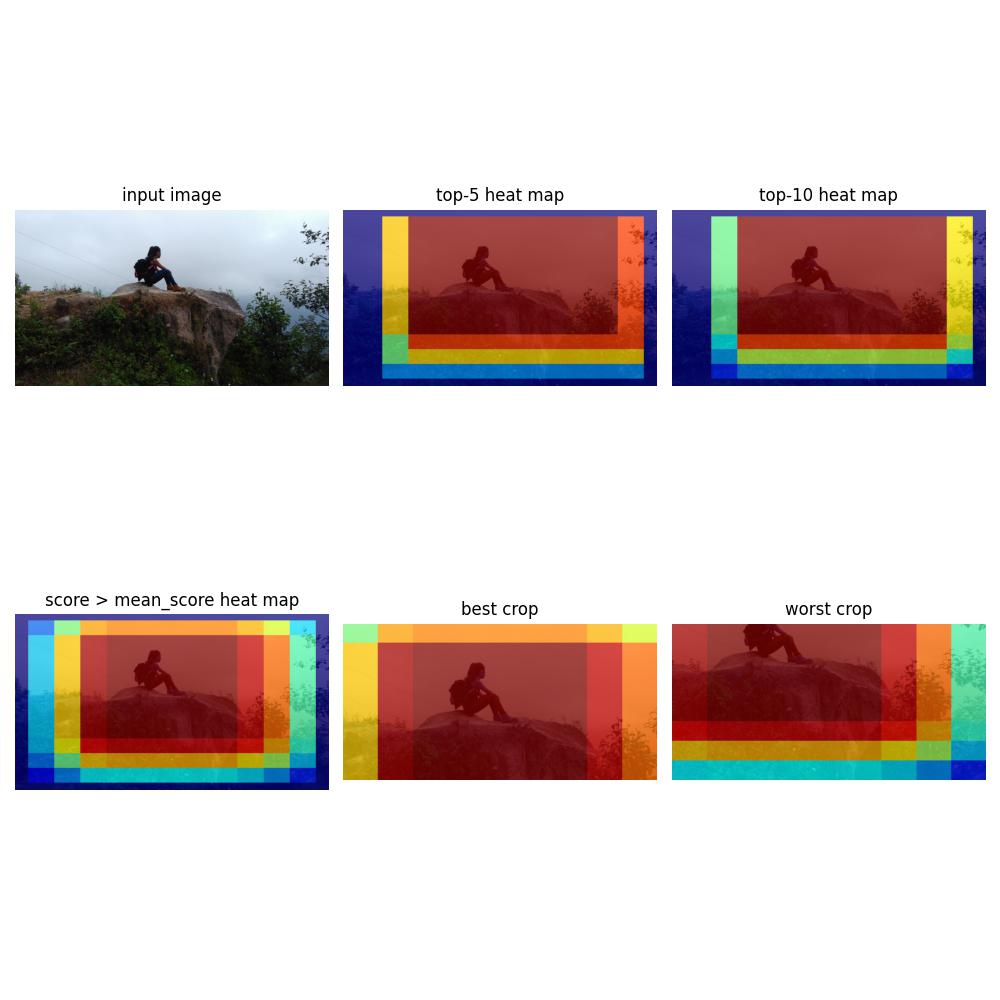 input image
top-5 heat map
top-10 heat map
score > mean_score heat map
best crop
worst crop